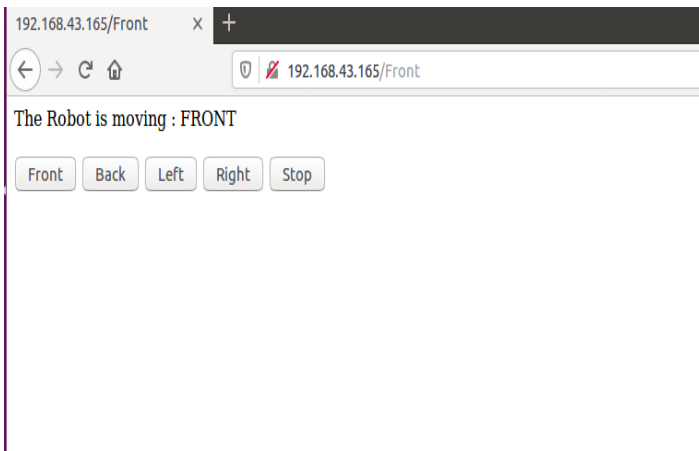 192.168.43.165/Front
192.168.43.165/Front
The Robot is moving : FRONT
Front Back Left Right Stop